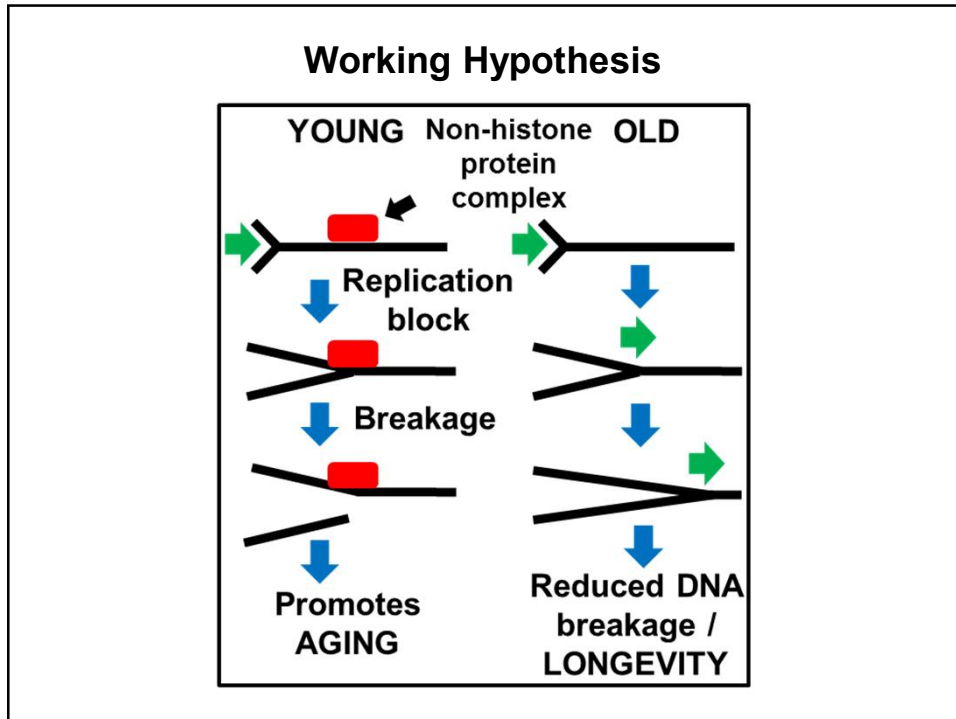 Working Hypothesis
YOUNG
Non-histone
protein
complex
OLD
Replication
block
Breakage
Promotes
AGING
Reduced DNA
breakage /
LONGEVITY